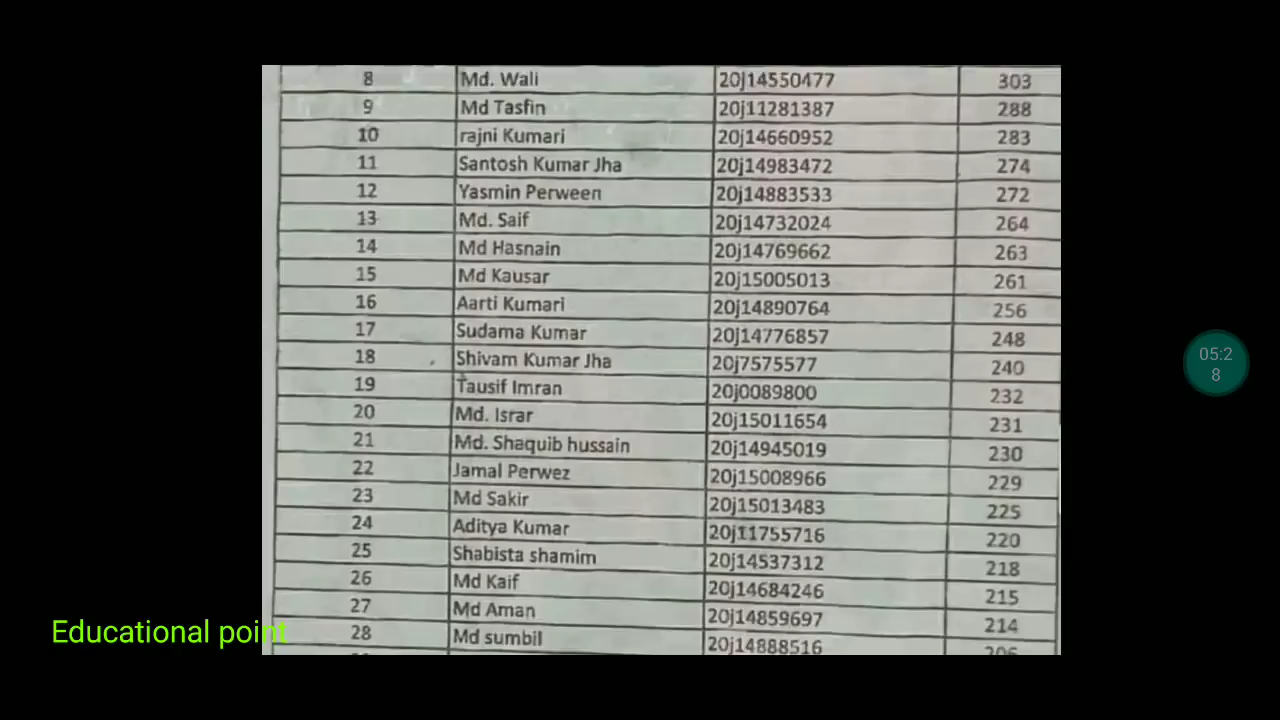 8 Md. Wali 20j14550477 303
9 Md Tasfin 20j11281387 288
10 rajni Kumari 20j14660952 283
11 Santosh Kumar Jha 20j14983472 274
12 Yasmin Perween 20j14883533 272
13 Md. Saif 20j14732024 264
14 Md Hasnain 20j14769662 263
15 Md Kausar 20j15005013 261
16 Aarti Kumari 20j14890764 256
17 Sudama Kumar 20j14776857 248
18 Shivam Kumar Jha 20j7575577 240
19 Tausif Imran 20j0089800 232
20 Md. Israr 20j15011654 231
21 Md. Shaquib hussain 20j14945019 230
22 Jamal Perwez 20j15008966 229
23 Md Sakir 20j15013483 225
24 Aditya Kumar 20j11755716 220
25 Shabista shamim 20j14537312 218
26 Md Kaif 20j14684246 215
27 Md Aman 20j14859697 214
28 Md sumbil 20j14888516
Educational point
05:2
8